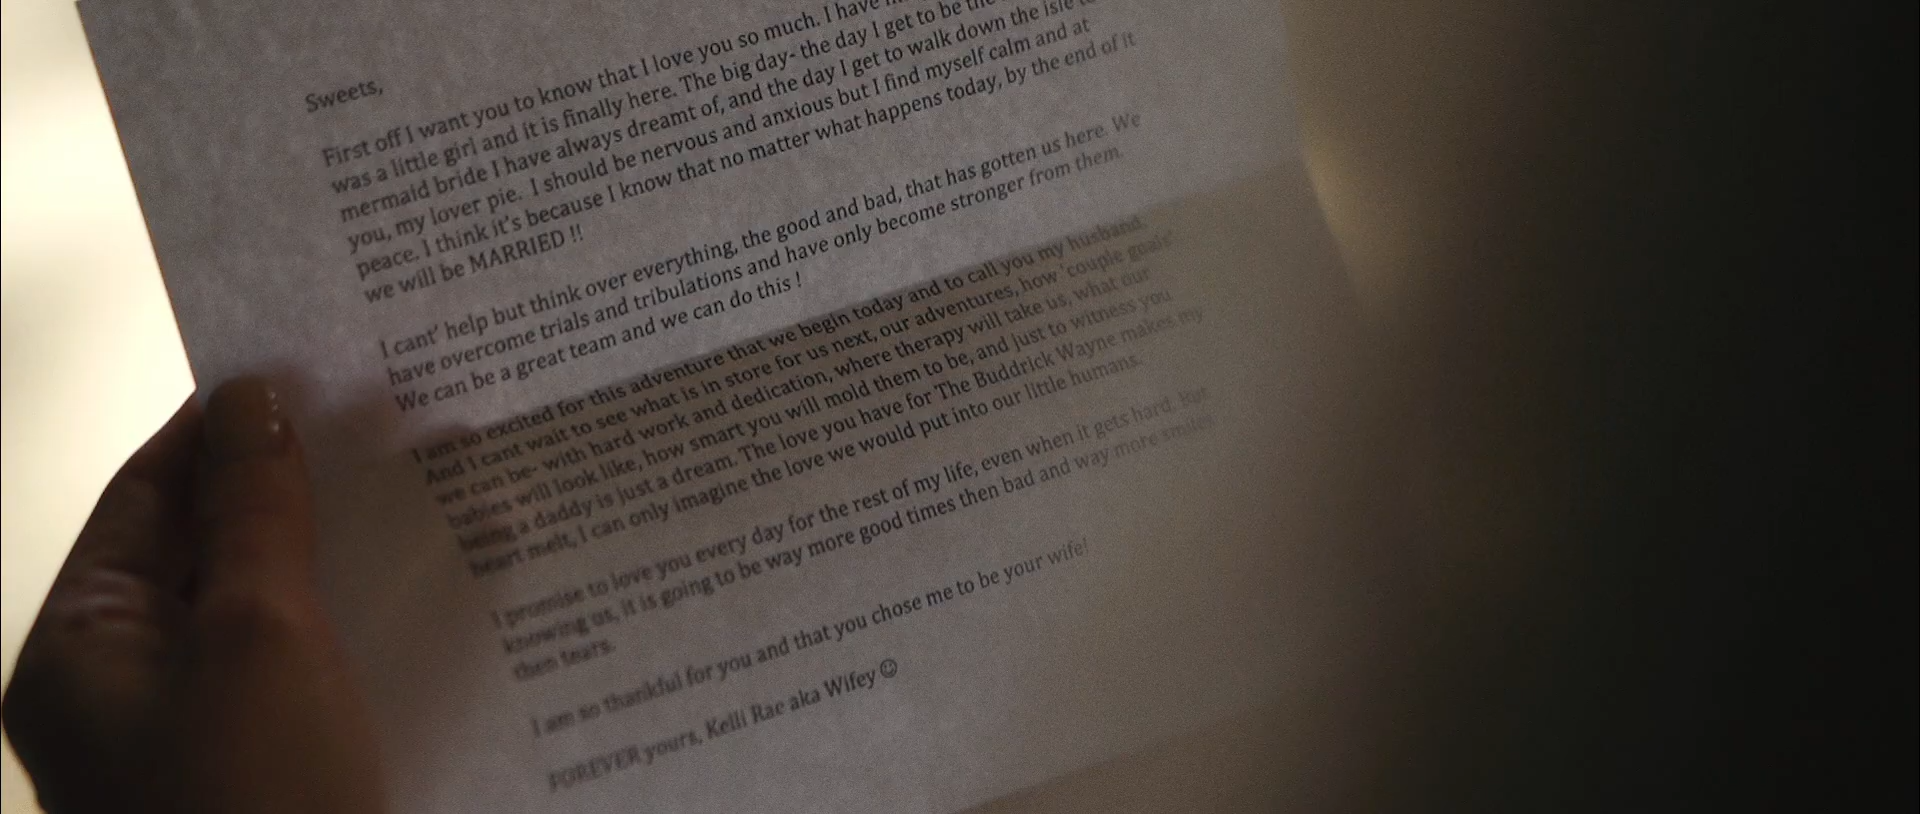 Sweets,
First off I want you to know that I love you so much. I have
was a little girl and it is finally here. The big day- the day I get to be the
mermaid bride I have always dreamt of, and the day I get to walk down the isle to
you, my lover pie. I should be nervous and anxious but I find myself calm and at
peace. I think it's because I know that no matter what happens today, by the end of it
we will be MARRIED !!
I cant' help but think over everything, the good and bad, that has gotten us here. We
have overcome trials and tribulations and have only become stronger from them.
We can be a great team and we can do this !
I am so excited for this adventure that we begin today and to call you my husband.
And I cant wait to see what is in store for us next, our adventures, how 'couple goals'
we can be- with hard work and dedication, where therapy will take us, what our
babies will look like, how smart you will mold them to be, and just to witness you
being a daddy is just a dream. The love you have for The Buddrick Wayne makes my
heart melt, I can only imagine the love we would put into our little humans.
I promise to love you every day for the rest of my life, even when it gets hard. But
knowing us, it is going to be way more good times then bad and way more smiles
then tears.
I am so thankful for you and that you chose me to be your wife!
FOREVER yours, Kelli Rae aka Wifey ☺